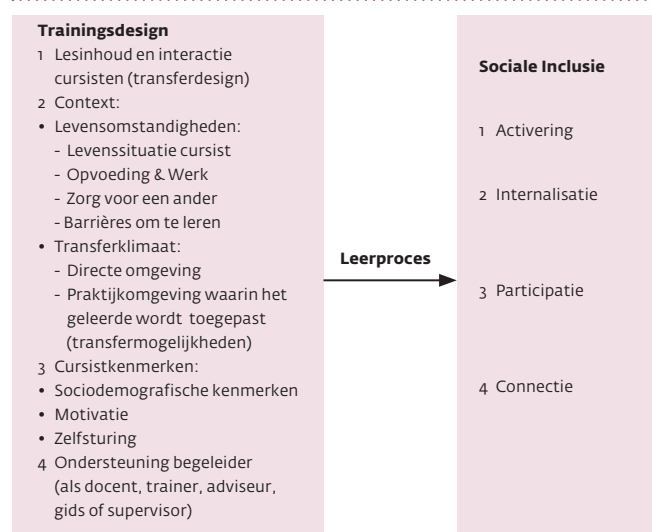 Trainingsdesign
1 Lesinhoud en interactie
cursisten (transferdesign)
2 Context:
• Levensomstandigheden:
- Levenssituatie cursist
- Opvoeding & Werk
- Zorg voor een ander
- Barrières om te leren
• Transferklimaat:
- Directe omgeving
- Praktijkomgeving waarin het
geleerde wordt toegepast
(transfermogelijkheden)
3 Cursistkenmerken:
• Sociodemografische kenmerken
• Motivatie
• Zelfsturing
4 Ondersteuning begeleider
(als docent, trainer, adviseur,
gids of supervisor)
Leerproces
Sociale Inclusie
1 Activering
2 Internalisatie
3 Participatie
4 Connectie